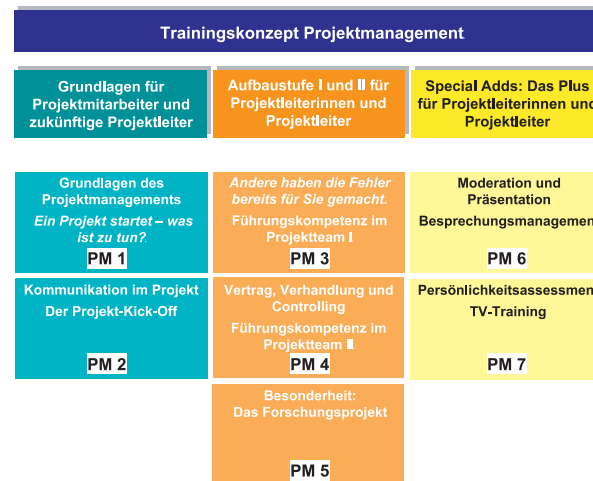 Trainingskonzept Projektmanagement
Grundlagen für
Projektmitarbeiter und
zukünftige Projektleiter
Aufbaustufe I und II für
Projektleiterinnen und
Projektleiter
Special Adds: Das Plus
für Projektleiterinnen und
Projektleiter
Grundlagen des
Projektmanagements
Ein Projekt startet – was
ist zu tun?
PM 1
Andere haben die Fehler
bereits für Sie gemacht.
Führungskompetenz im
Projektteam I
PM 3
Moderation und
Präsentation
Besprechungsmanagemen
PM 6
Kommunikation im Projekt
Der Projekt-Kick-Off
PM 2
Vertrag, Verhandlung und
Controlling
Führungskompetenz im
Projektteam II
PM 4
Persönlichkeitsassessmen
TV-Training
PM 7
Besonderheit:
Das Forschungsprojekt
PM 5